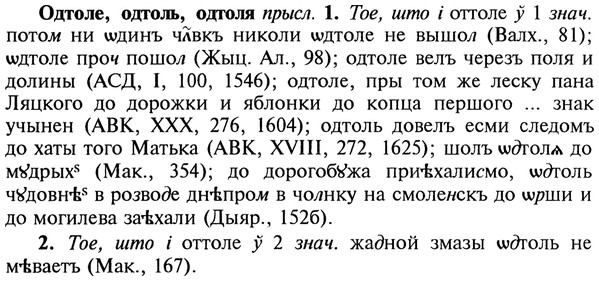 Одтоле, одтоль, одтоля прысл. 1. Тое, што і оттоле ў 1 знач.
потом ни ѡдинъ чл҃вкъ николи ѡдтоле не вышол (Валх., 81);
ѡдтоле проч пошол (Жыц. Ал., 98); одтоле велъ черезъ поля и
долины (АСД, I, 100, 1546); одтоле, пры том же леску пана
Ляцкого до дорожки и яблонки до копца першого ... знак
учынен (АВК, XXX, 276, 1604); одтоль довелъ есми следомъ
до хаты того Матька (АВК, XVIII, 272, 1625); шолъ ѡдтолѧ до
мꙋдрыхˢ (Мак., 354); до дорогобꙋжа приѣхалисмо, ѡдтоль
чꙋдовнѣˢ в розводе днѣпром в чолнку на смоленскъ до ѡрши и
до могилева заѣхали (Дыяр., 152б).
2. Тое, што і оттоле ў 2 знач. жадной змазы ѡдтоль не
мѣваетъ (Мак., 167).